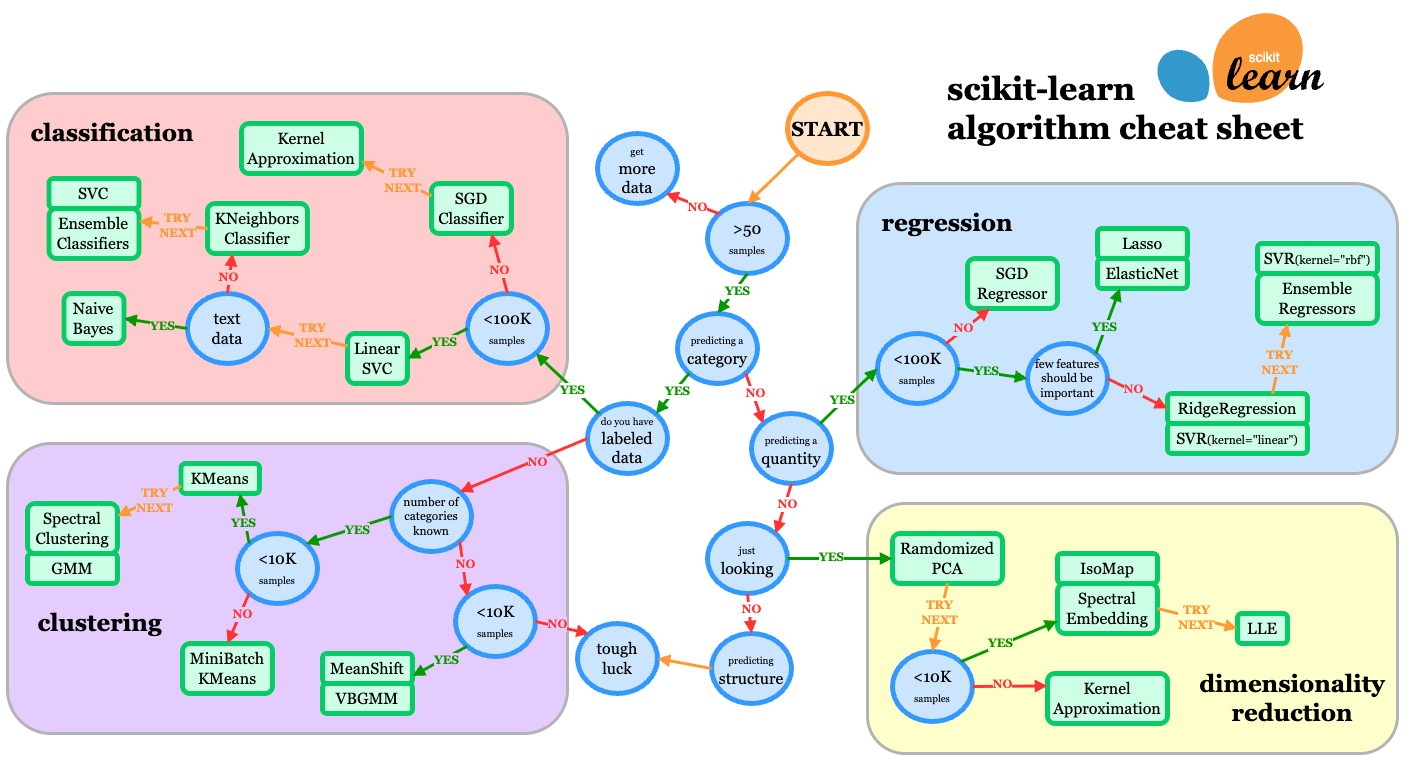 scikit
learn
scikit-learn
algorithm cheat sheet
START
get
more
data
NO
>50
samples
YES
predicting a
category
YES
NO
do you have
labeled
data
YES
NO
predicting a
quantity
YES
NO
just
looking
YES
NO
predicting
structure
tough
luck
classification
Kernel
Approximation
TRY
NEXT
SGD
Classifier
NO
<100K
samples
YES
Linear
SVC
TRY
NEXT
text
data
YES
Naive
Bayes
NO
KNeighbors
Classifier
TRY
NEXT
SVC
Ensemble
Classifiers
regression
<100K
samples
NO
SGD
Regressor
YES
few features
should be
important
YES
Lasso
ElasticNet
NO
RidgeRegression
SVR(kernel="linear")
TRY
NEXT
SVR(kernel="rbf")
Ensemble
Regressors
clustering
number of
categories
known
YES
<10K
samples
YES
KMeans
TRY
NEXT
Spectral
Clustering
GMM
NO
MiniBatch
KMeans
NO
<10K
samples
YES
MeanShift
VBGMM
NO
dimensionality
reduction
Ramdomized
PCA
TRY
NEXT
<10K
samples
YES
IsoMap
Spectral
Embedding
TRY
NEXT
LLE
NO
Kernel
Approximation